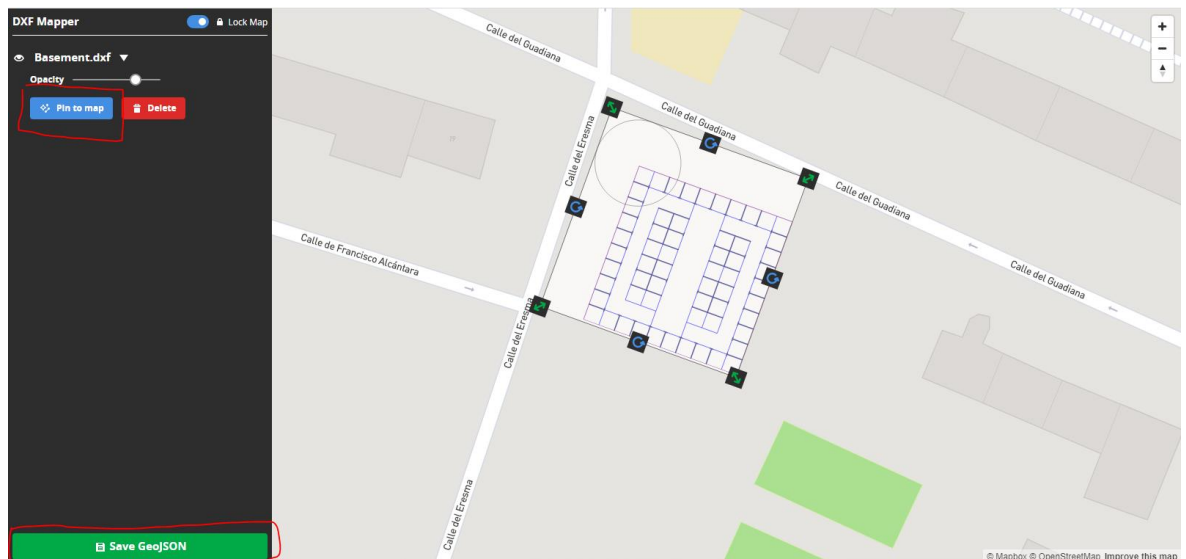 DXF Mapper
Lock Map
Basement.dxf
Opacity
Pin to map
Delete
Save GeoJSON
Calle del Guadiana
Calle del Guadiana
Calle del Guadiana
Calle del Guadiana
Calle del Eresma
Calle de Francisco Alcántara
Calle del Eresma
Calle del Eresma
© Mapbox © OpenStreetMap Improve this map